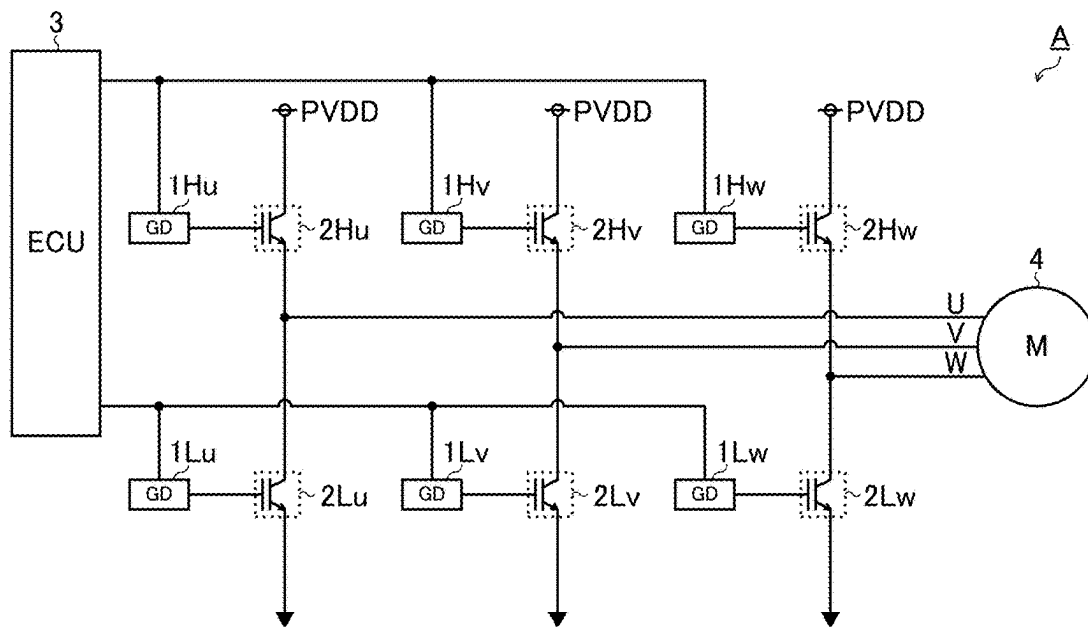 3
A
PVDD
PVDD
PVDD
1Hu
1Hv
1Hw
GD
GD
GD
2Hu
2Hv
2Hw
ECU
4
U
V
W
M
1Lu
1Lv
1Lw
GD
GD
GD
2Lu
2Lv
2Lw